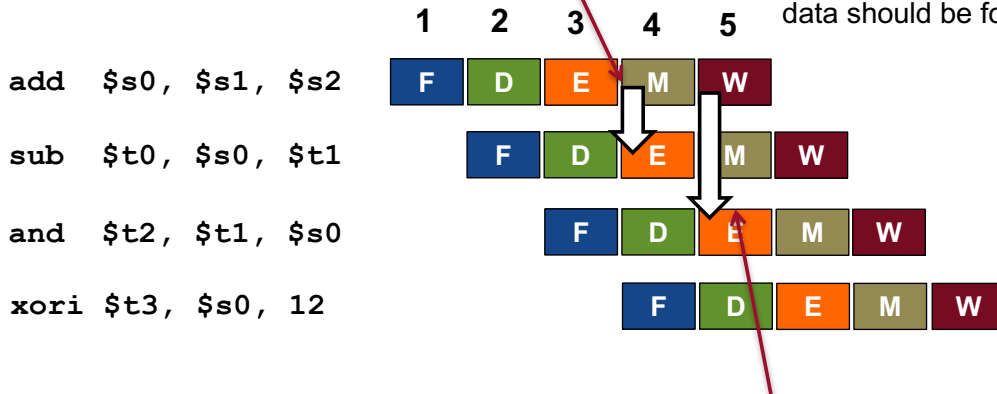 data should be
1 2 3 4 5
add $s0, $s1, $s2 F D E M W
sub $t0, $s0, $t1 F D E M W
and $t2, $t1, $s0 F D E M W
xori $t3, $s0, 12 F D E M W